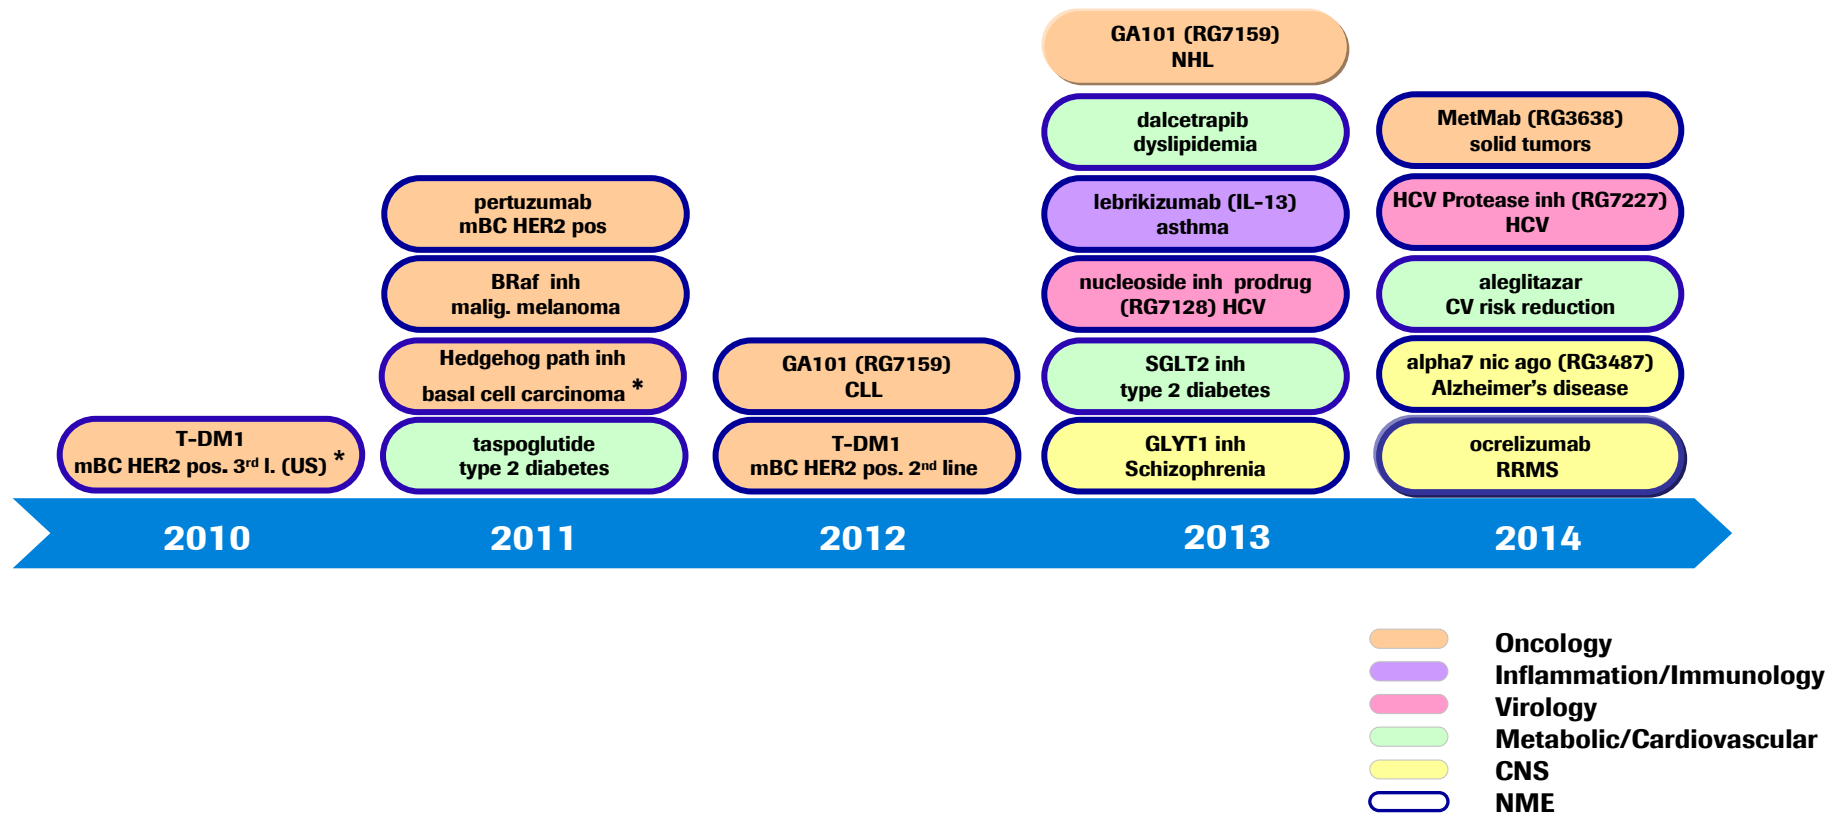 GA101 (RG7159)
NHL
dalcetrapib
dyslipidemia
MetMab (RG3638)
solid tumors
pertuzumab
mBC HER2 pos
lebrikizumab (IL-13)
asthma
HCV Protease inh (RG7227)
HCV
BRaf inh
malig. melanoma
nucleoside inh prodrug
(RG7128) HCV
aleglitazar
CV risk reduction
Hedgehog path inh
basal cell carcinoma *
GA101 (RG7159)
CLL
SGLT2 inh
type 2 diabetes
alpha7 nic ago (RG3487)
Alzheimer's disease
T-DM1
mBC HER2 pos. 3rd l. (US) *
taspoglutide
type 2 diabetes
T-DM1
mBC HER2 pos. 2nd line
GLYT1 inh
Schizophrenia
ocrelizumab
RRMS
2010 2011 2012 2013 2014
Oncology
Inflammation/Immunology
Virology
Metabolic/Cardiovascular
CNS
NME